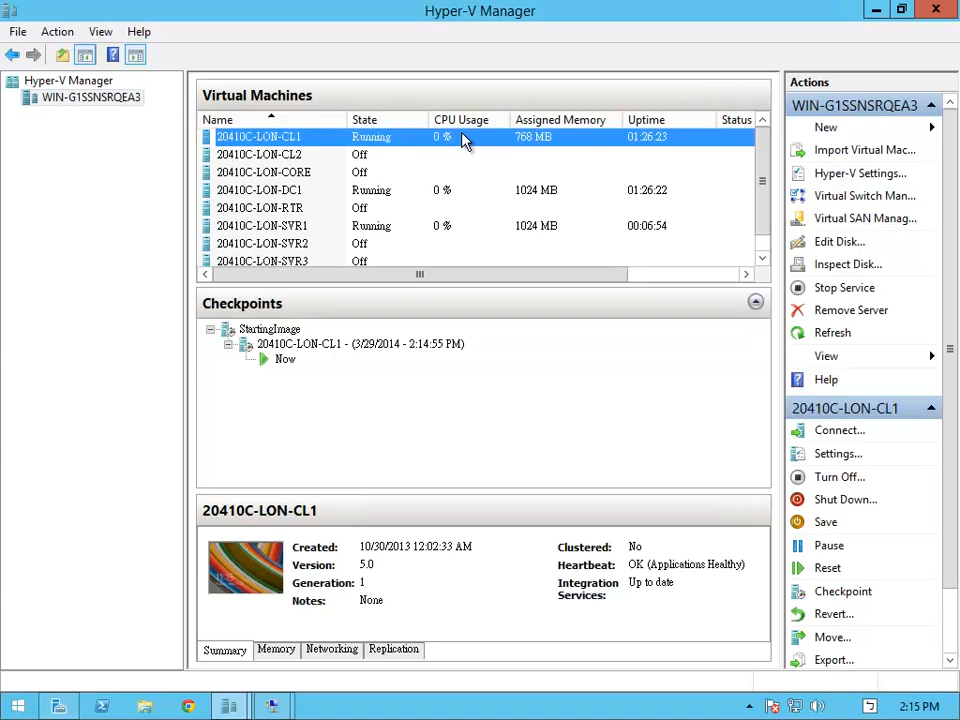 Hyper-V Manager
File Action View Help
Hyper-V Manager
WIN-G1SSNSRQEA3
Virtual Machines
Name State CPU Usage Assigned Memory Uptime Status
20410C-LON-CL1 Running 0 % 768 MB 01:26:23
20410C-LON-CL2 Off
20410C-LON-CORE Off
20410C-LON-DC1 Running 0 % 1024 MB 01:26:22
20410C-LON-RTR Off
20410C-LON-SVR1 Running 0 % 1024 MB 00:06:54
20410C-LON-SVR2 Off
20410C-LON-SVR3 Off
Checkpoints
StartingImage
20410C-LON-CL1 - (3/29/2014 - 2:14:55 PM)
Now
20410C-LON-CL1
Created: 10/30/2013 12:02:33 AM
Version: 5.0
Generation: 1
Notes: None
Clustered: No
Heartbeat: OK (Applications Healthy)
Integration Services: Up to date
Summary Memory Networking Replication
Actions
WIN-G1SSNSRQEA3
New
Import Virtual Mac...
Hyper-V Settings...
Virtual Switch Man...
Virtual SAN Manag...
Edit Disk...
Inspect Disk...
Stop Service
Remove Server
Refresh
View
Help
20410C-LON-CL1
Connect...
Settings...
Turn Off...
Shut Down...
Save
Pause
Reset
Checkpoint
Revert...
Move...
Export...
2:15 PM